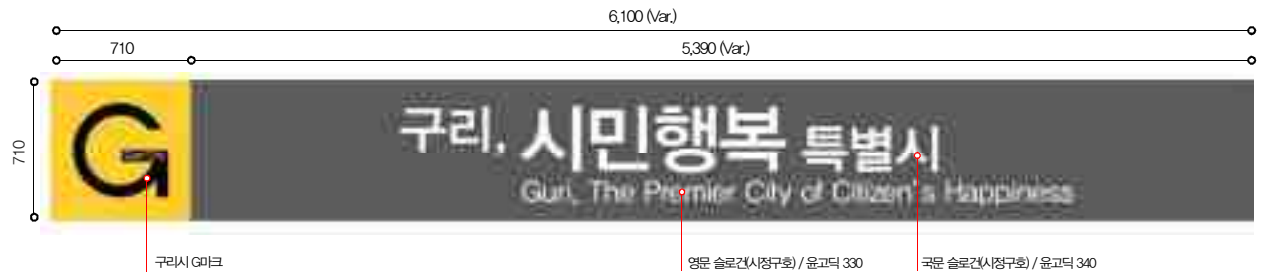 6,100 (Var.)
710
5,390 (Var.)
710
G
구리. 시민행복 특별시
Guri, The Premier City of Citizen's Happiness
구리시 G마크
영문 슬로건(시정구호) / 윤고딕 330
국문 슬로건(시정구호) / 윤고딕 340